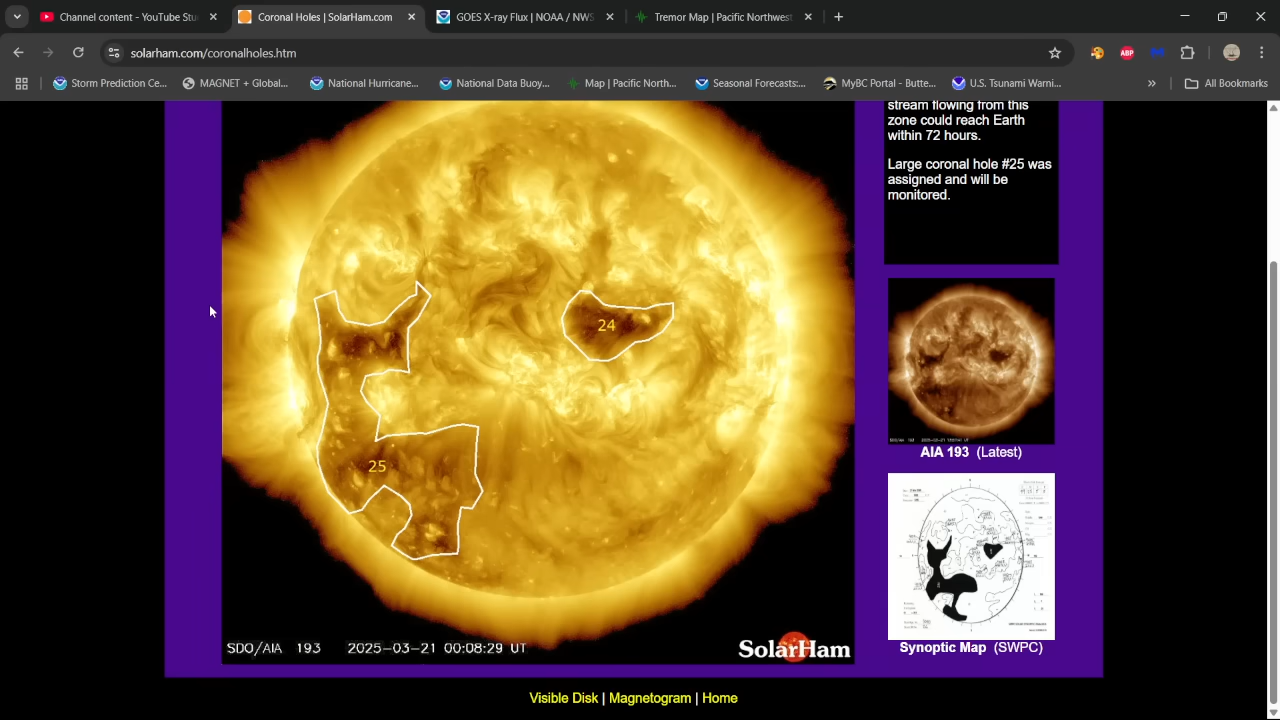 Channel content - YouTube Stu
Coronal Holes | SolarHam.com
GOES X-ray Flux | NOAA / NWS
Tremor Map | Pacific Northwest
solarham.com/coronalholes.htm
ABP
Storm Prediction Ce...
MAGNET + Global...
National Hurricane...
National Data Buoy...
Map | Pacific North...
Seasonal Forecasts:...
MyBC Portal - Butte...
U.S. Tsunami Warni...
»
All Bookmarks
stream flowing from this
zone could reach Earth
within 72 hours.
Large coronal hole #25 was
assigned and will be
monitored.
24
25
SDO/AIA 193 2025-03-21 00:08:29 UT
SolarHam
AIA 193 (Latest)
Synoptic Map (SWPC)
Visible Disk | Magnetogram | Home